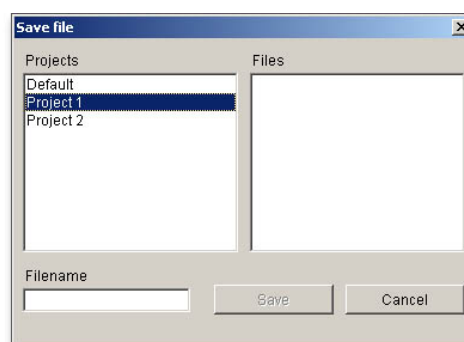 Save file
Projects
Files
Default
Project 1
Project 2
Filename
Save
Cancel